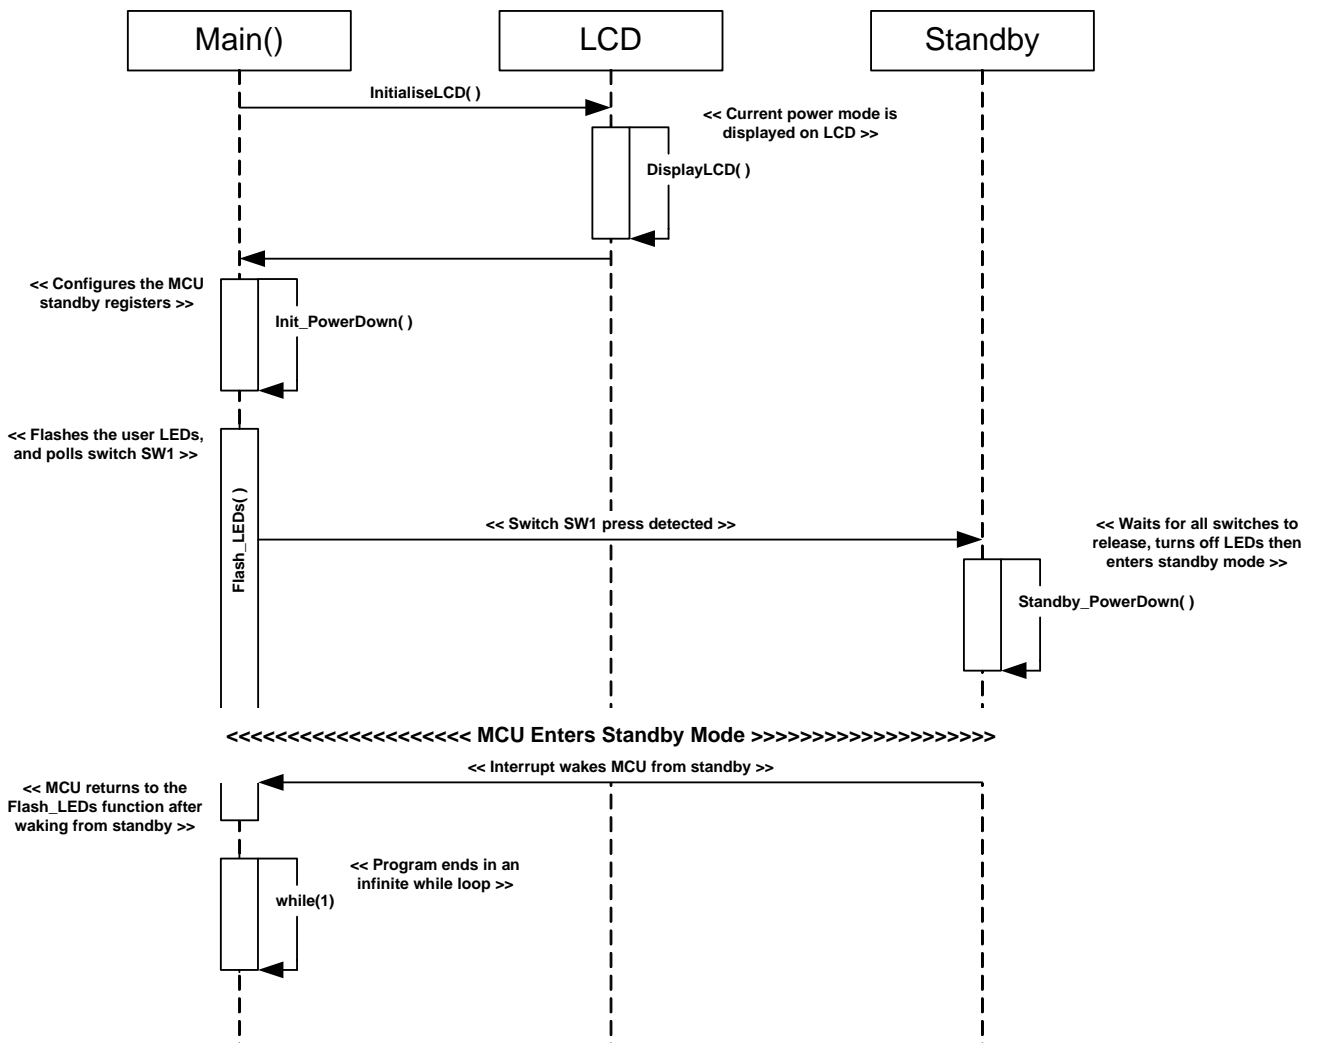 Main()
LCD
Standby
InitialiseLCD( )
<< Current power mode is
displayed on LCD >>
DisplayLCD( )
<< Configures the MCU
standby registers >>
Init_PowerDown( )
<< Flashes the user LEDs,
and polls switch SW1 >>
Flash_LEDs( )
<< Switch SW1 press detected >>
<< Waits for all switches to
release, turns off LEDs then
enters standby mode >>
Standby_PowerDown( )
<<<<<<<<<<<<<<<<<<<< MCU Enters Standby Mode >>>>>>>>>>>>>>>>>>>>
<< Interrupt wakes MCU from standby >>
<< MCU returns to the
Flash_LEDs function after
waking from standby >>
<< Program ends in an
infinite while loop >>
while(1)